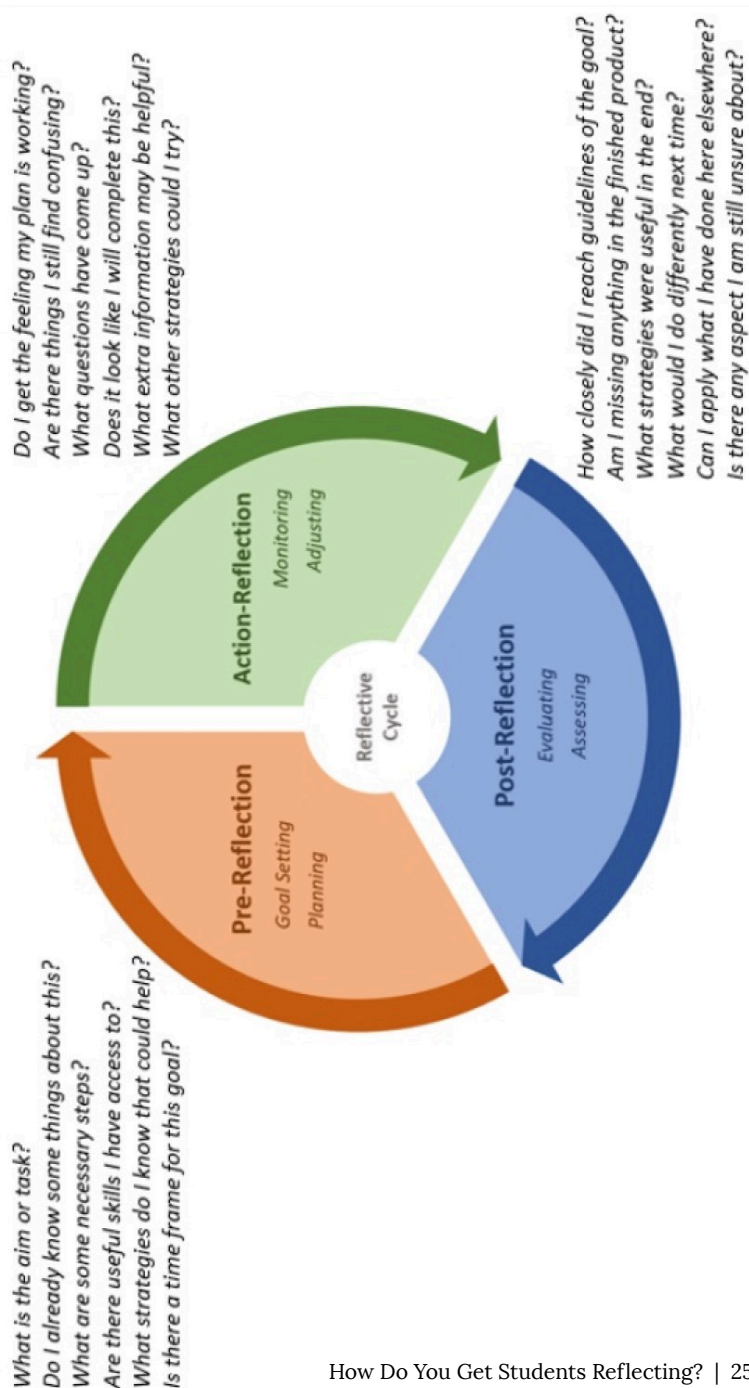 What is the aim or task?
Do I already know some things about this?
What are some necessary steps?
Are there useful skills I have access to?
What strategies do I know that could help?
Is there a time frame for this goal?
Do I get the feeling my plan is working?
Are there things I still find confusing?
What questions have come up?
Does it look like I will complete this?
What extra information may be helpful?
What other strategies could I try?
Pre-Reflection
Goal Setting
Planning
Action-Reflection
Monitoring
Adjusting
Reflective
Cycle
Post-Reflection
Evaluating
Assessing
How closely did I reach guidelines of the goal?
Am I missing anything in the finished product?
What strategies were useful in the end?
What would I do differently next time?
Can I apply what I have done here elsewhere?
Is there any aspect I am still unsure about?
How Do You Get Students Reflecting? | 25